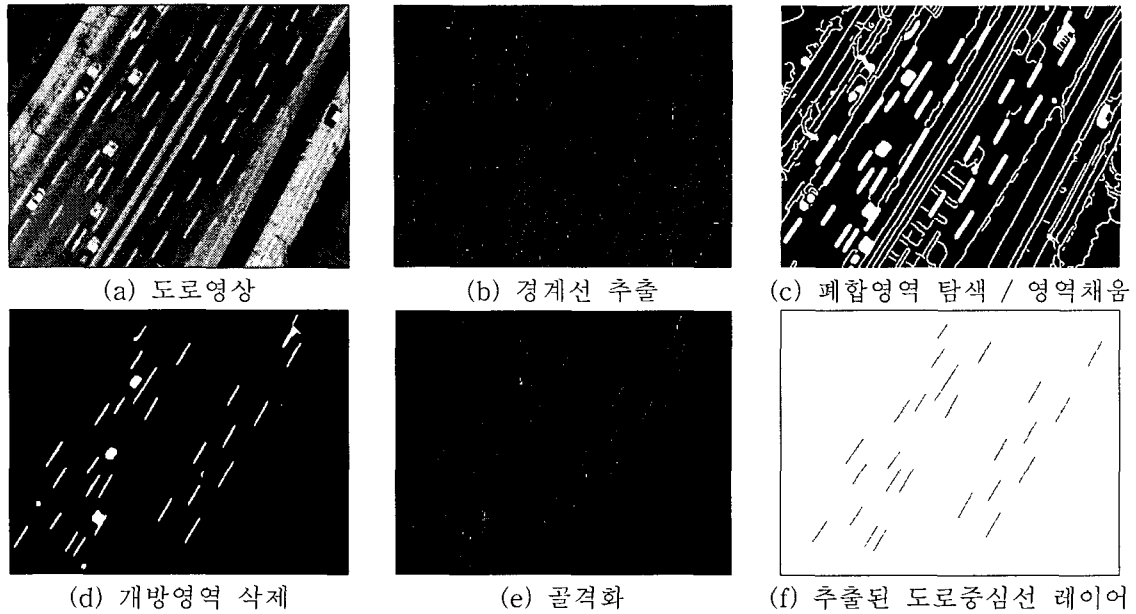 (a) 도로영상
(b) 경계선 추출
(c) 폐합영역 탐색 / 영역채움
(d) 개방영역 삭제
(e) 골격화
(f) 추출된 도로중심선 레이어